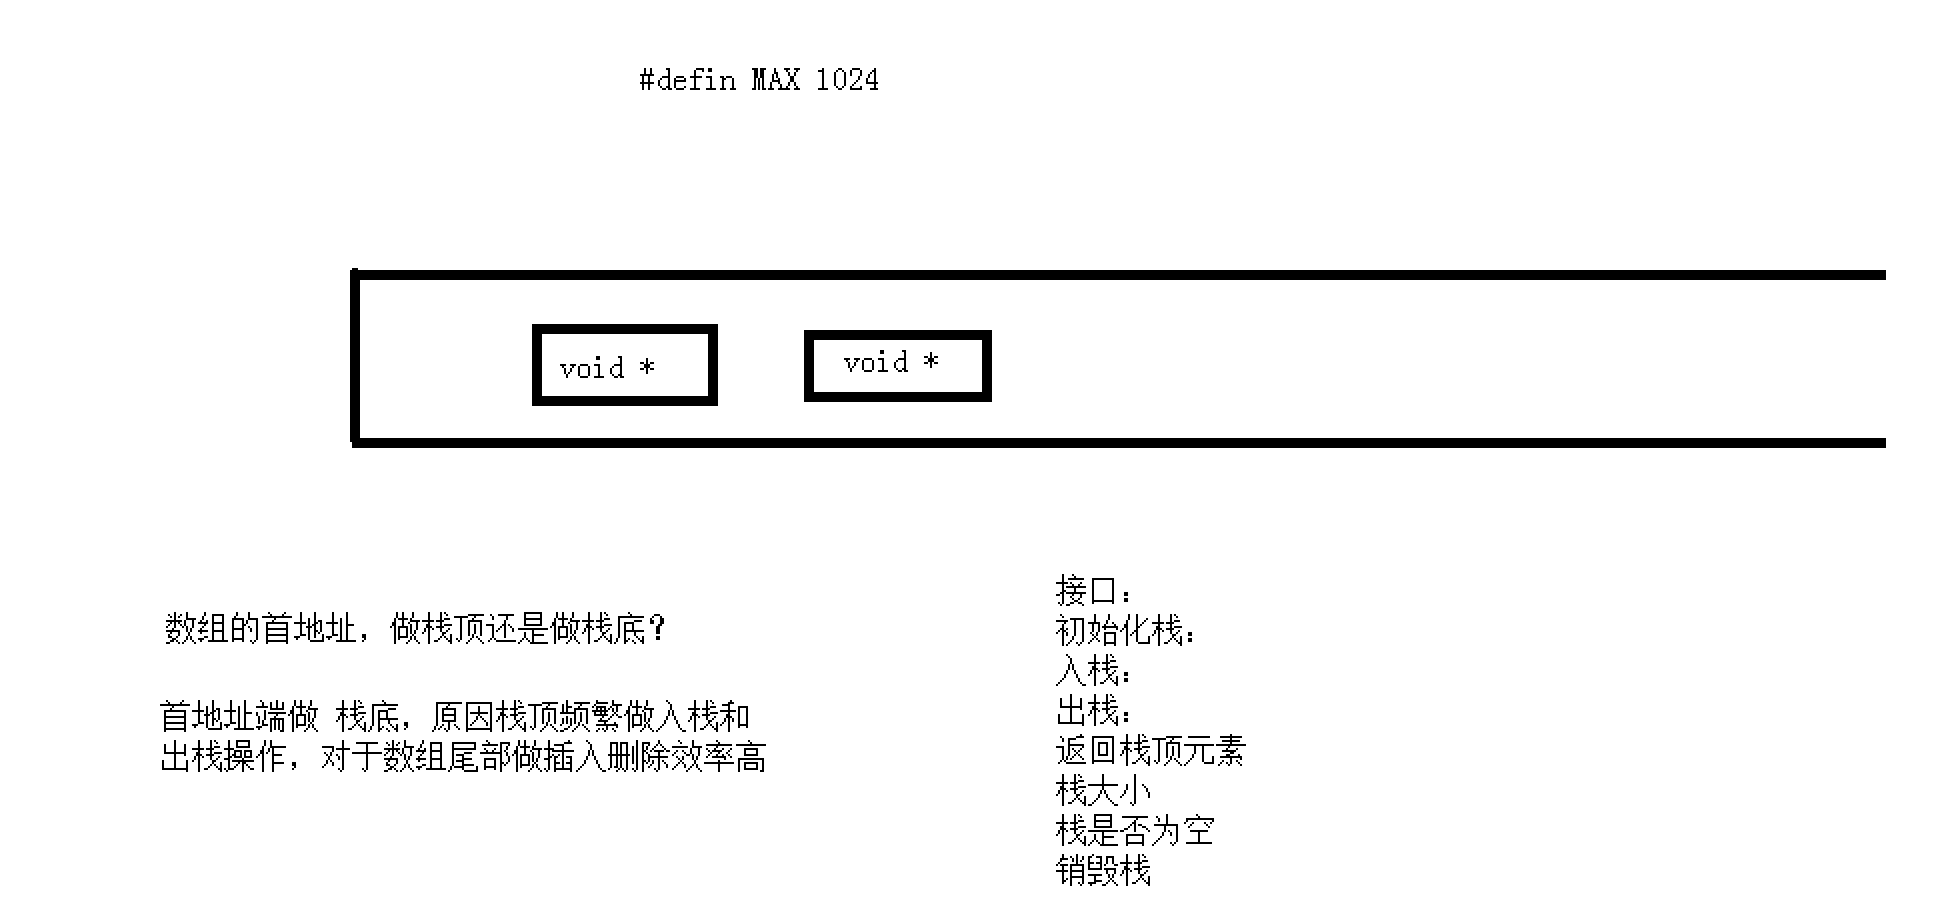 #defin MAX 1024
void *
void *
数组的首地址，做栈顶还是做栈底？
首地址端做 栈底，原因栈顶频繁做入栈和
出栈操作，对于数组尾部做插入删除效率高
接口：
初始化栈：
入栈：
出栈：
返回栈顶元素
栈大小
栈是否为空
销毁栈